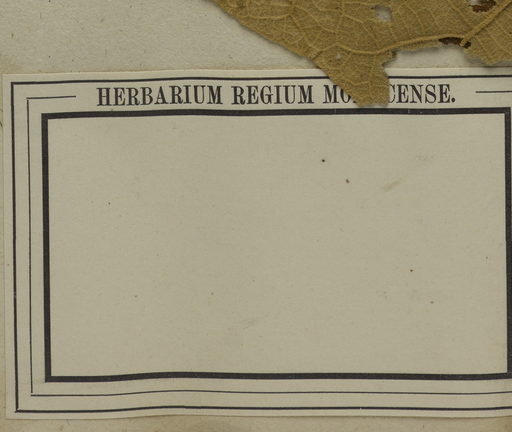 HERBARIUM REGIUM MO CENSE.